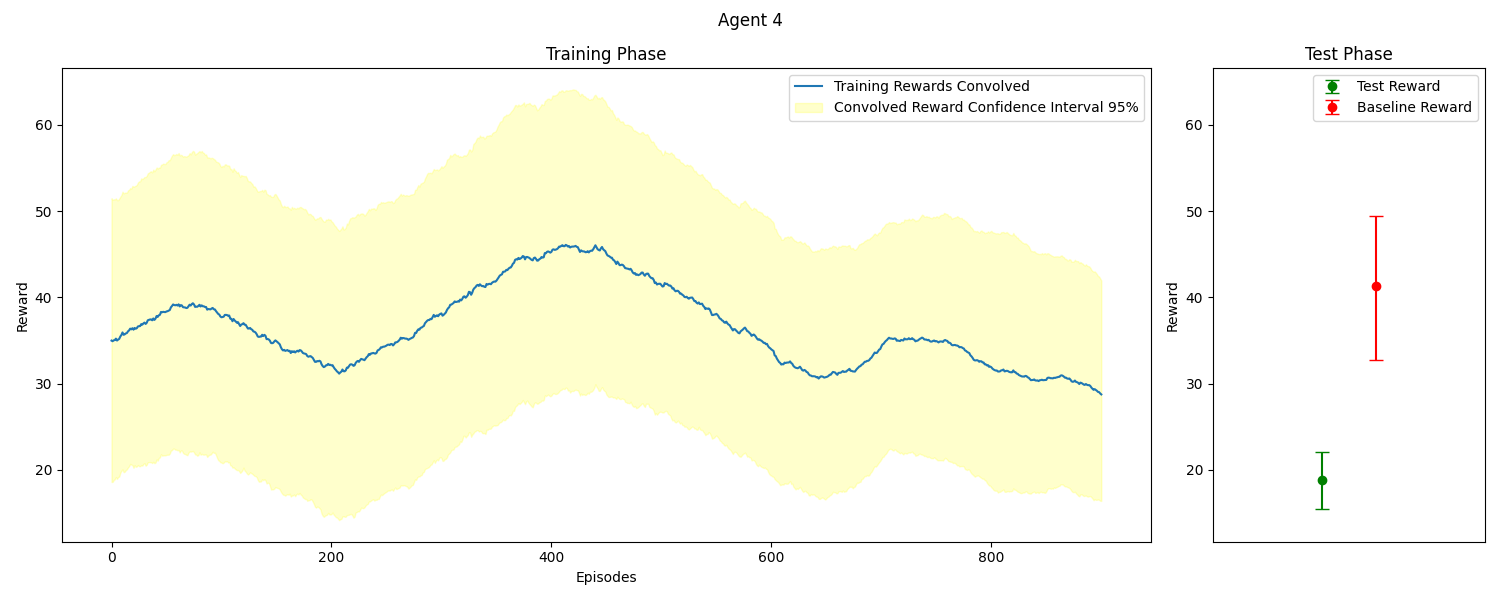 Agent 4
Training Phase
Training Rewards Convolved
Convolved Reward Confidence Interval 95%
60
50
40
30
20
Reward
0
200
400
600
800
Episodes
Test Phase
Test Reward
Baseline Reward
60
50
40
30
20
Reward